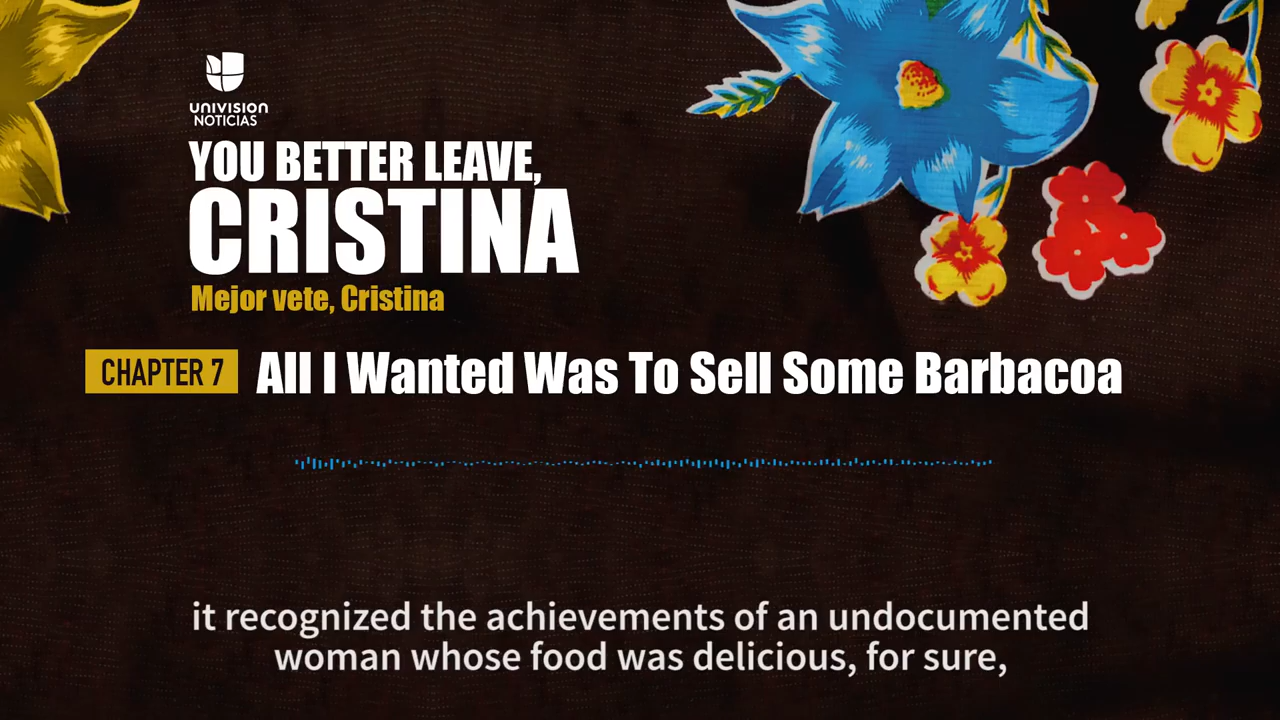 UNIVISION
NOTICIAS
YOU BETTER LEAVE,
CRISTINA
Mejor vete, Cristina
CHAPTER 7 All I Wanted Was To Sell Some Barbacoa
it recognized the achievements of an undocumented
woman whose food was delicious, for sure,